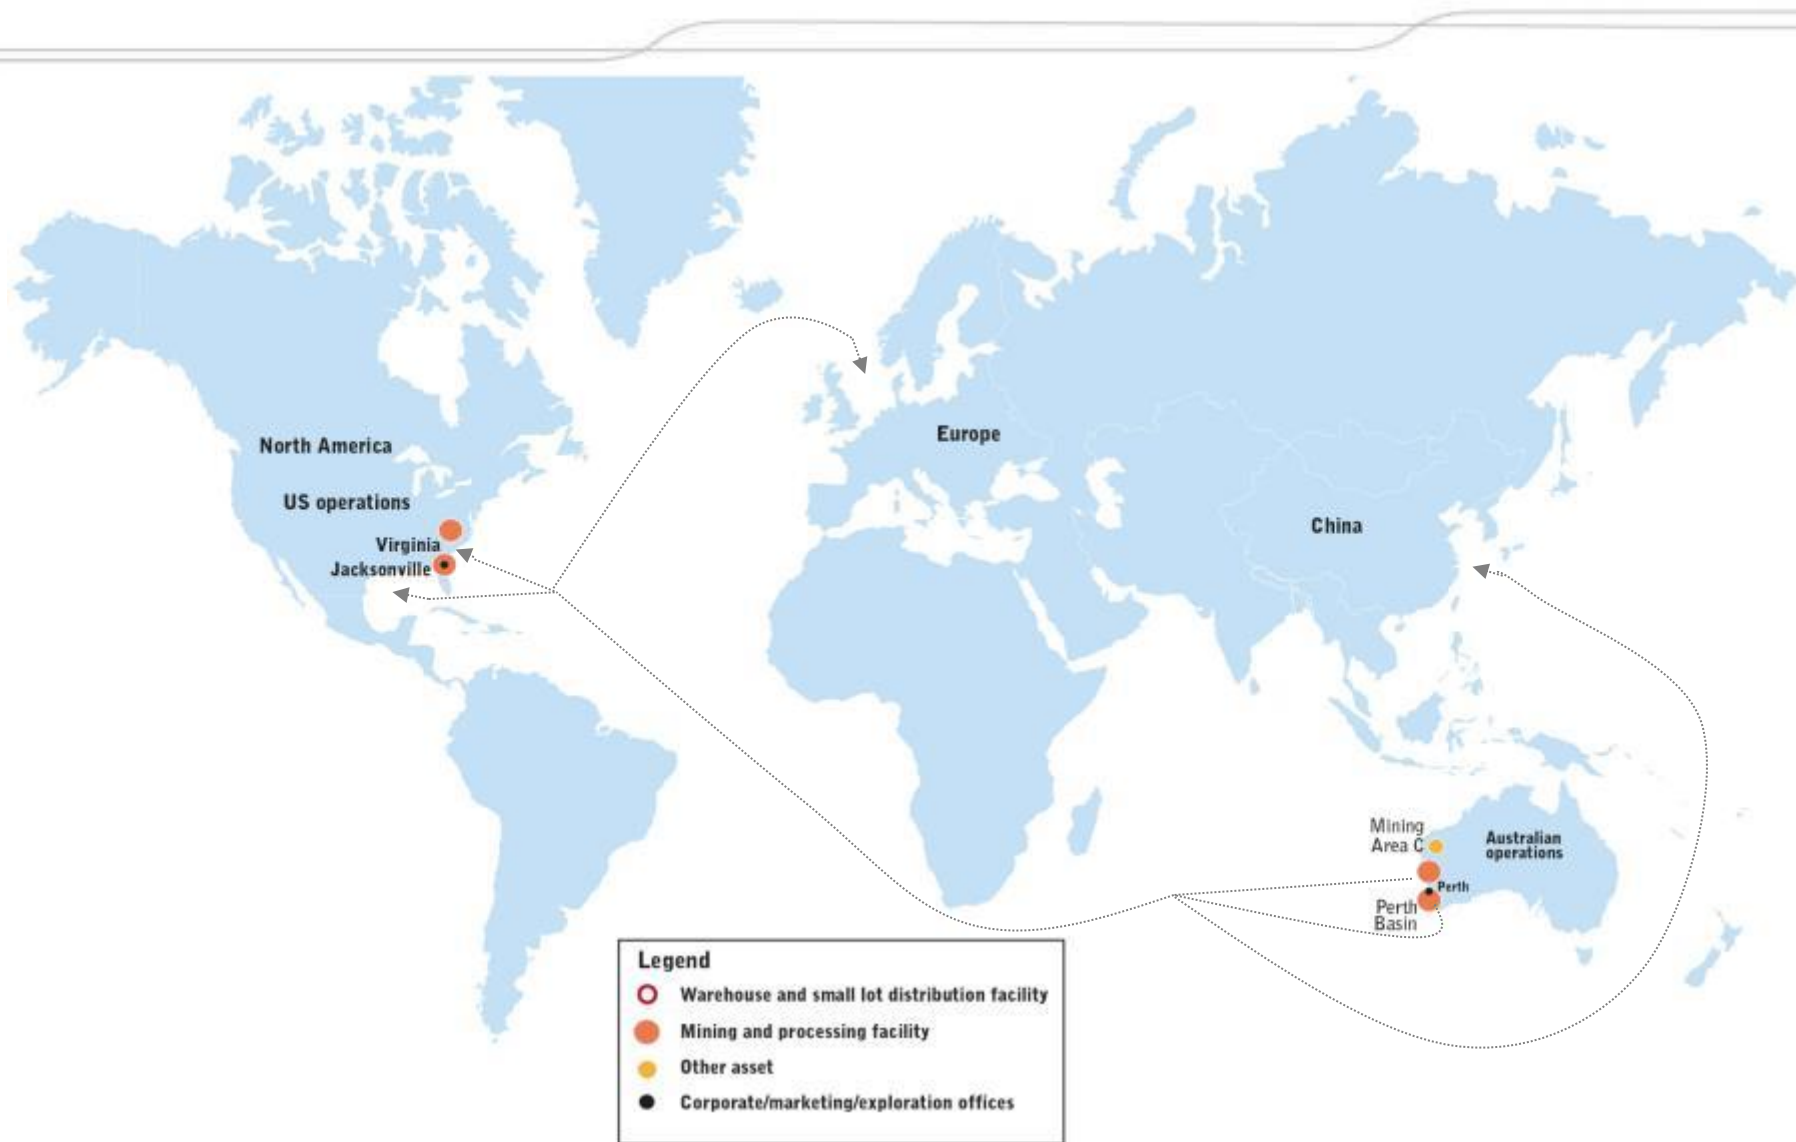 North America
Europe
US operations
China
Virginia
Jacksonville
Mining
Area C
Australian
operations
Perth
Perth
Basin
Legend
Warehouse and small lot distribution facility
Mining and processing facility
Other asset
Corporate/marketing/exploration offices